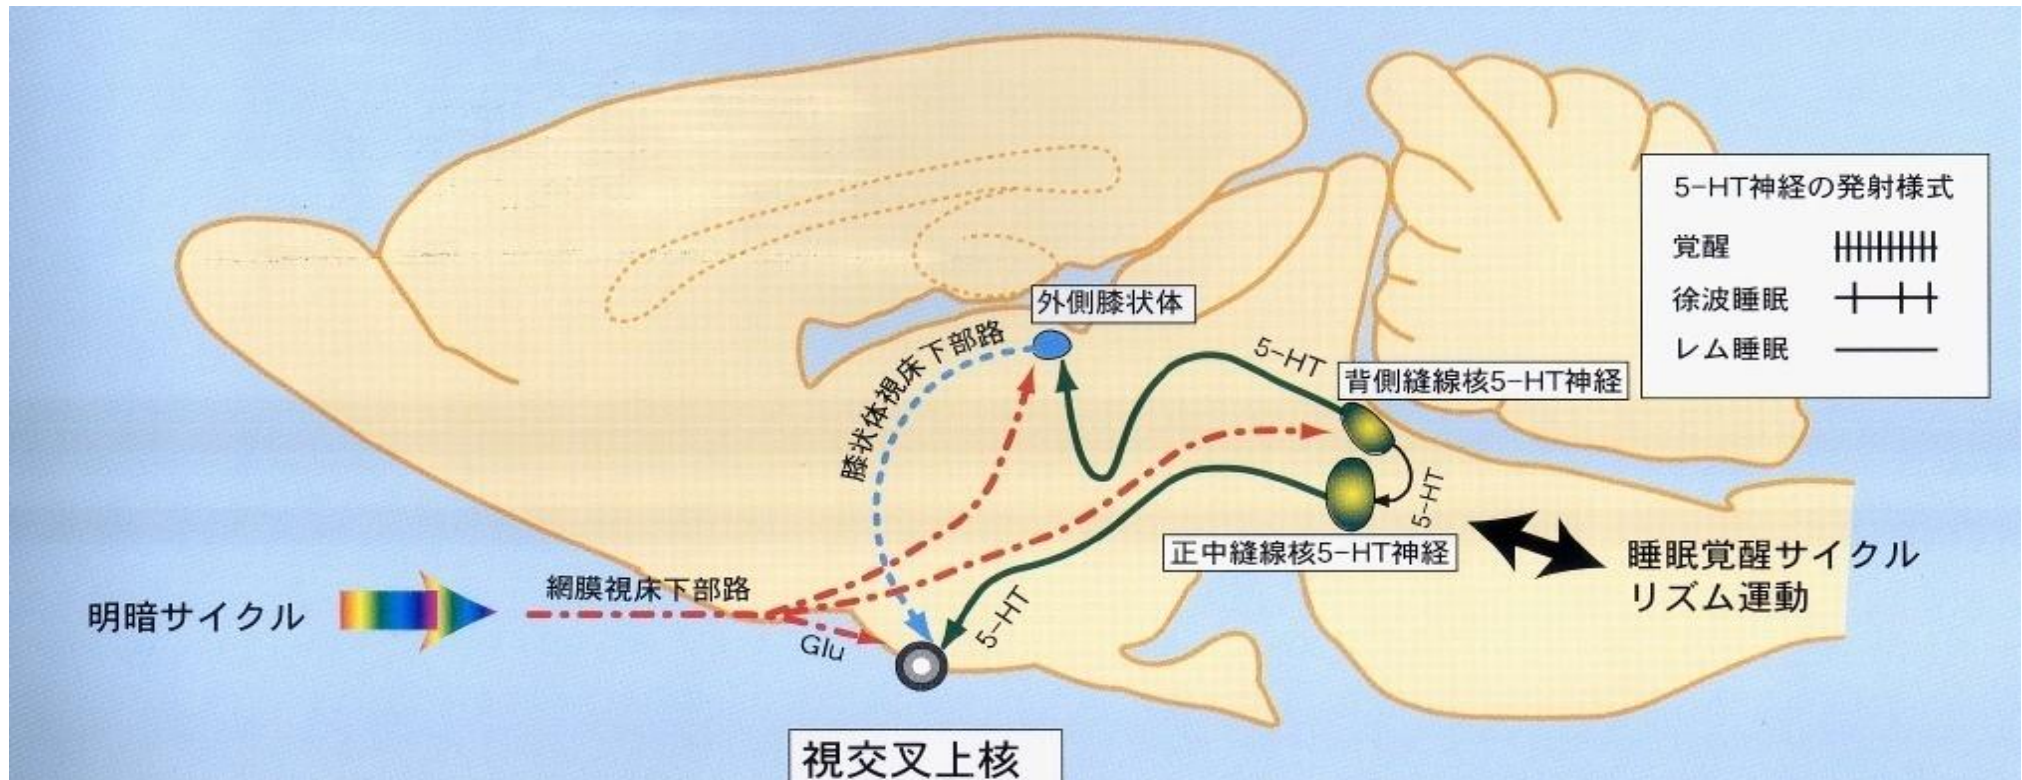 5-HT神経の発射様式
覚醒
徐波睡眠
レム睡眠
外側膝状体
膝状体視床下部路
5-HT
背側縫線核5-HT神経
5-HT
正中縫線核5-HT神経
睡眠覚醒サイクル
リズム運動
明暗サイクル
網膜視床下部路
Glu
5-HT
視交叉上核